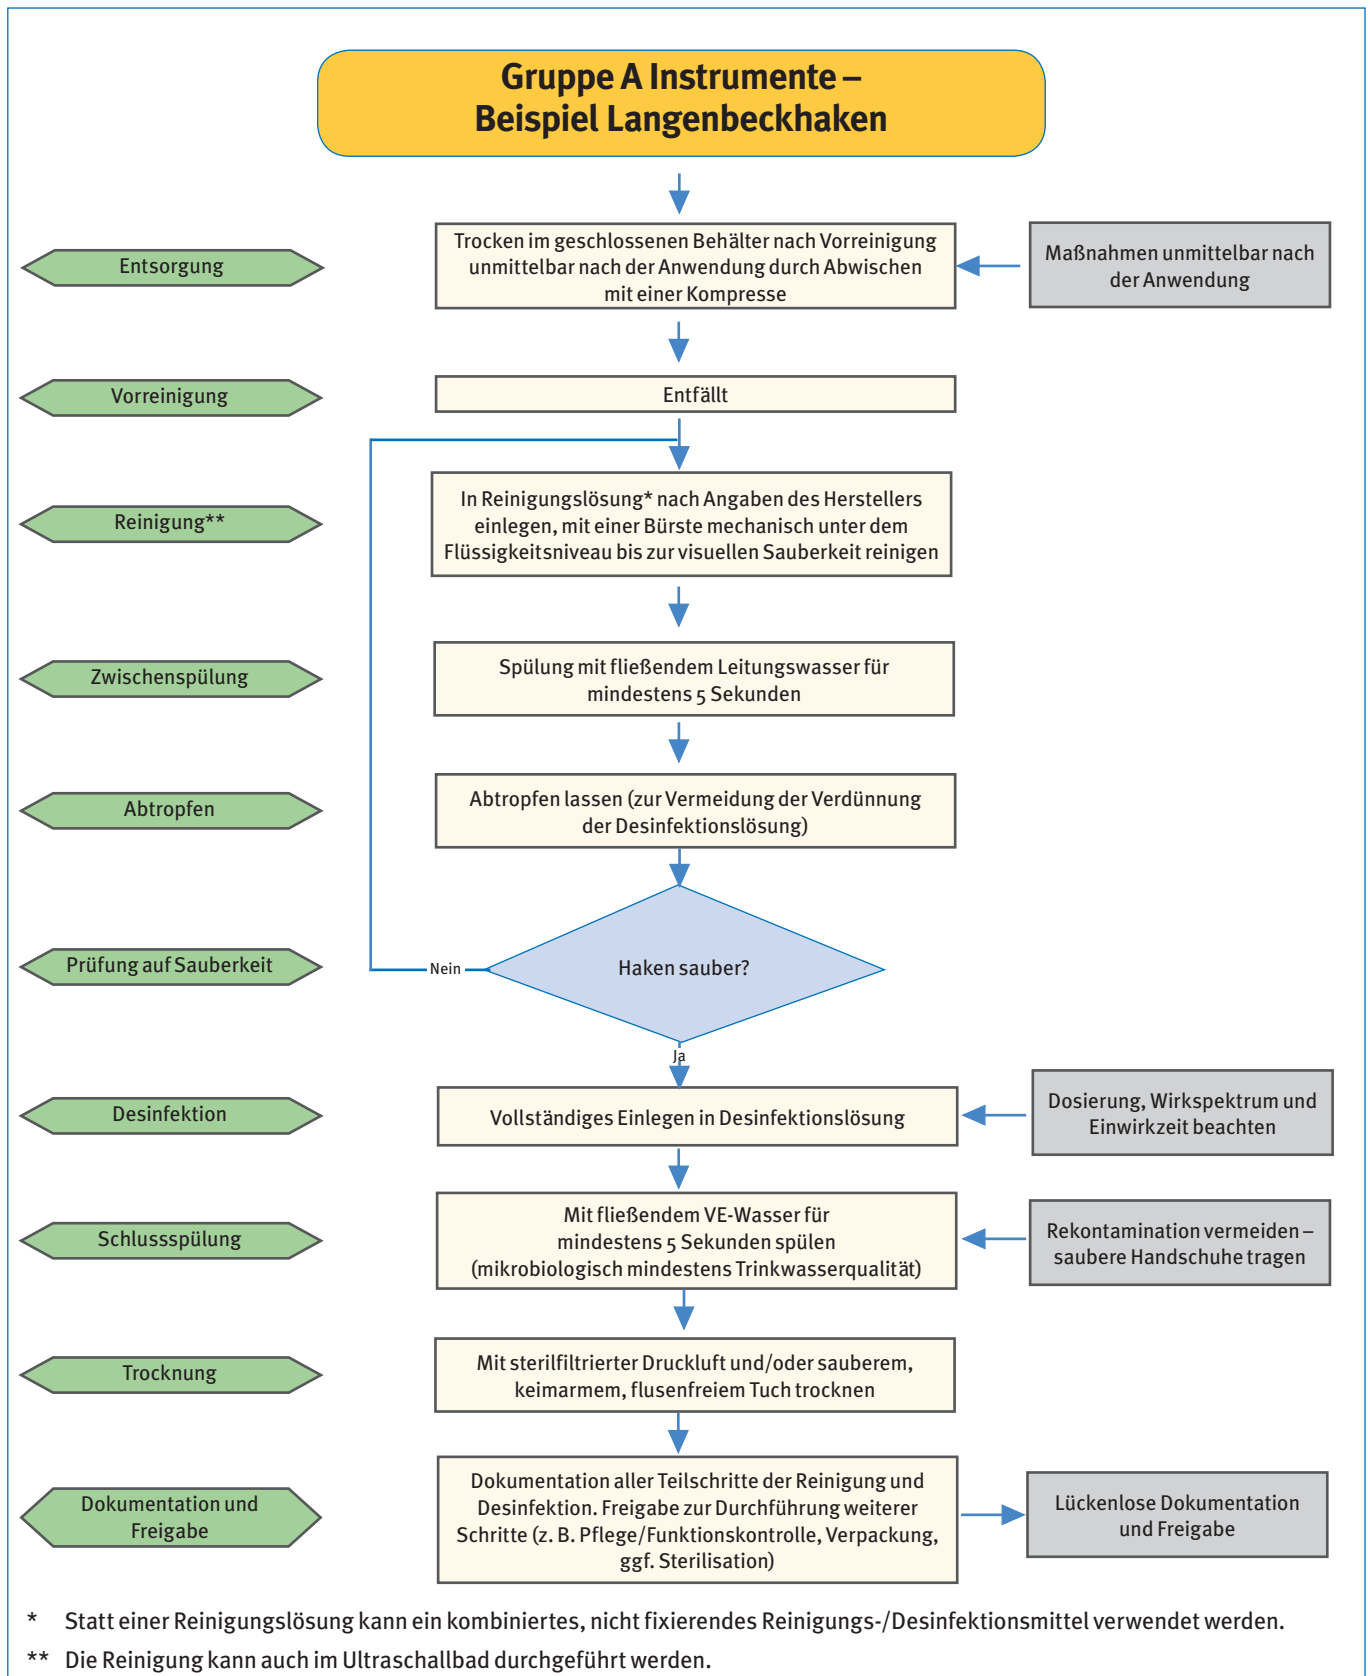 Gruppe A Instrumente –
Beispiel Langenbeckhaken
Entsorgung
Trocken im geschlossenen Behälter nach Vorreinigung
unmittelbar nach der Anwendung durch Abwischen
mit einer Kompresse
Maßnahmen unmittelbar nach
der Anwendung
Vorreinigung
Entfällt
Reinigung**
In Reinigungslösung* nach Angaben des Herstellers
einlegen, mit einer Bürste mechanisch unter dem
Flüssigkeitsniveau bis zur visuellen Sauberkeit reinigen
Zwischenspülung
Spülung mit fließendem Leitungswasser für
mindestens 5 Sekunden
Abtropfen
Abtropfen lassen (zur Vermeidung der Verdünnung
der Desinfektionslösung)
Prüfung auf Sauberkeit
Nein
Haken sauber?
Ja
Desinfektion
Vollständiges Einlegen in Desinfektionslösung
Dosierung, Wirkspektrum und
Einwirkzeit beachten
Schlussspülung
Mit fließendem VE-Wasser für
mindestens 5 Sekunden spülen
(mikrobiologisch mindestens Trinkwasserqualität)
Rekontamination vermeiden –
saubere Handschuhe tragen
Trocknung
Mit sterilfiltrierter Druckluft und/oder sauberem,
keimarmem, flusenfreiem Tuch trocknen
Dokumentation und
Freigabe
Dokumentation aller Teilschritte der Reinigung und
Desinfektion. Freigabe zur Durchführung weiterer
Schritte (z. B. Pflege/Funktionskontrolle, Verpackung,
ggf. Sterilisation)
Lückenlose Dokumentation
und Freigabe
* Statt einer Reinigungslösung kann ein kombiniertes, nicht fixierendes Reinigungs-/Desinfektionsmittel verwendet werden.
** Die Reinigung kann auch im Ultraschallbad durchgeführt werden.